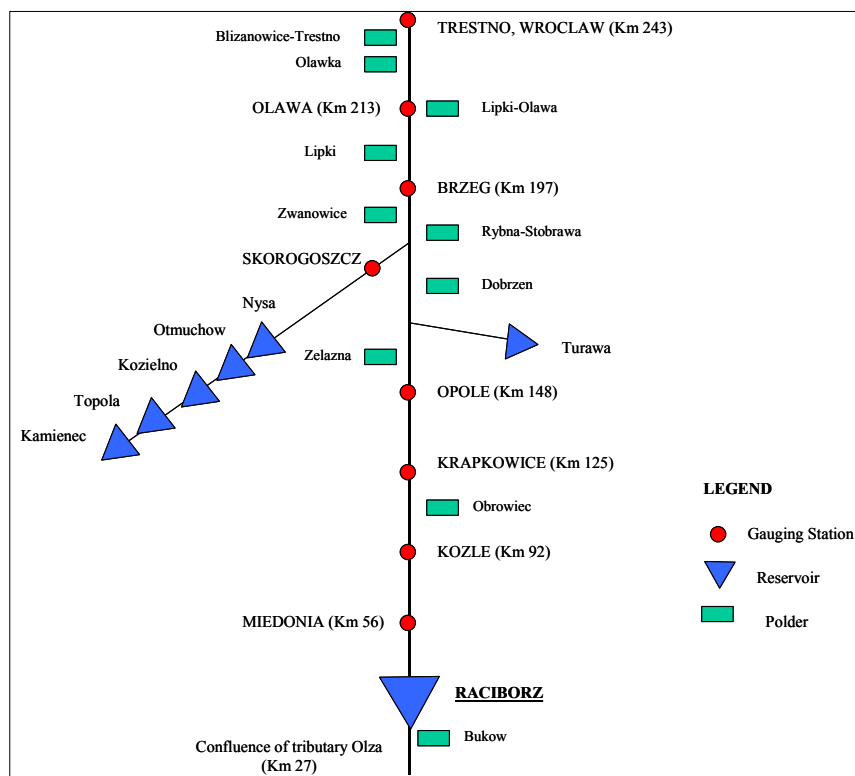 TRESTNO, WROCLAW (Km 243)
Blizanowice-Trestno
Olawka
OLAWA (Km 213)
Lipki-Olawa
Lipki
BRZEG (Km 197)
Zwanowice
Rybna-Stobrawa
SKOROGOSZCZ
Dobrzen
Nysa
Otmuchow
Turawa
Zelazna
Kozielno
OPOLE (Km 148)
Topola
Kamienec
KRAPKOWICE (Km 125)
LEGEND
Obrowiec
Gauging Station
KOZLE (Km 92)
Reservoir
MIEDONIA (Km 56)
Polder
RACIBORZ
Bukow
Confluence of tributary Olza
(Km 27)